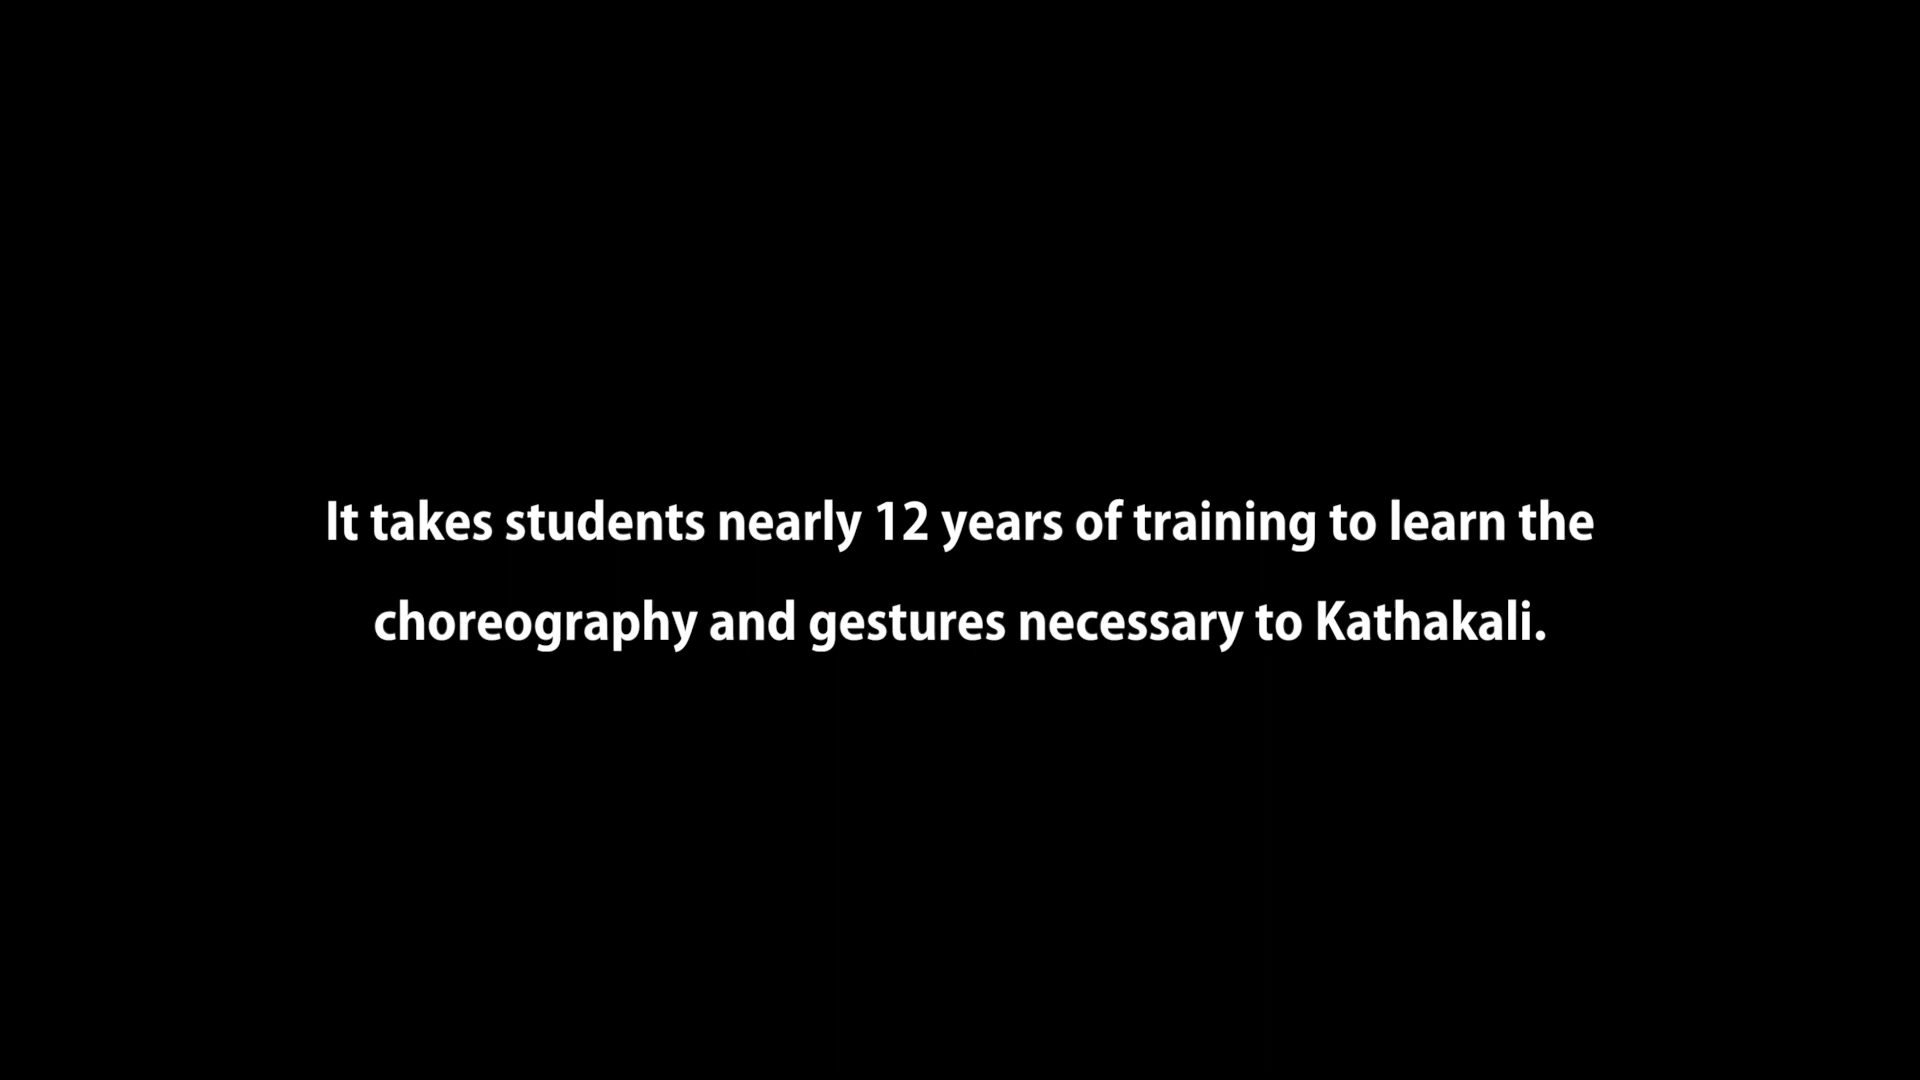 It takes students nearly 12 years of training to learn the
choreography and gestures necessary to Kathakali.